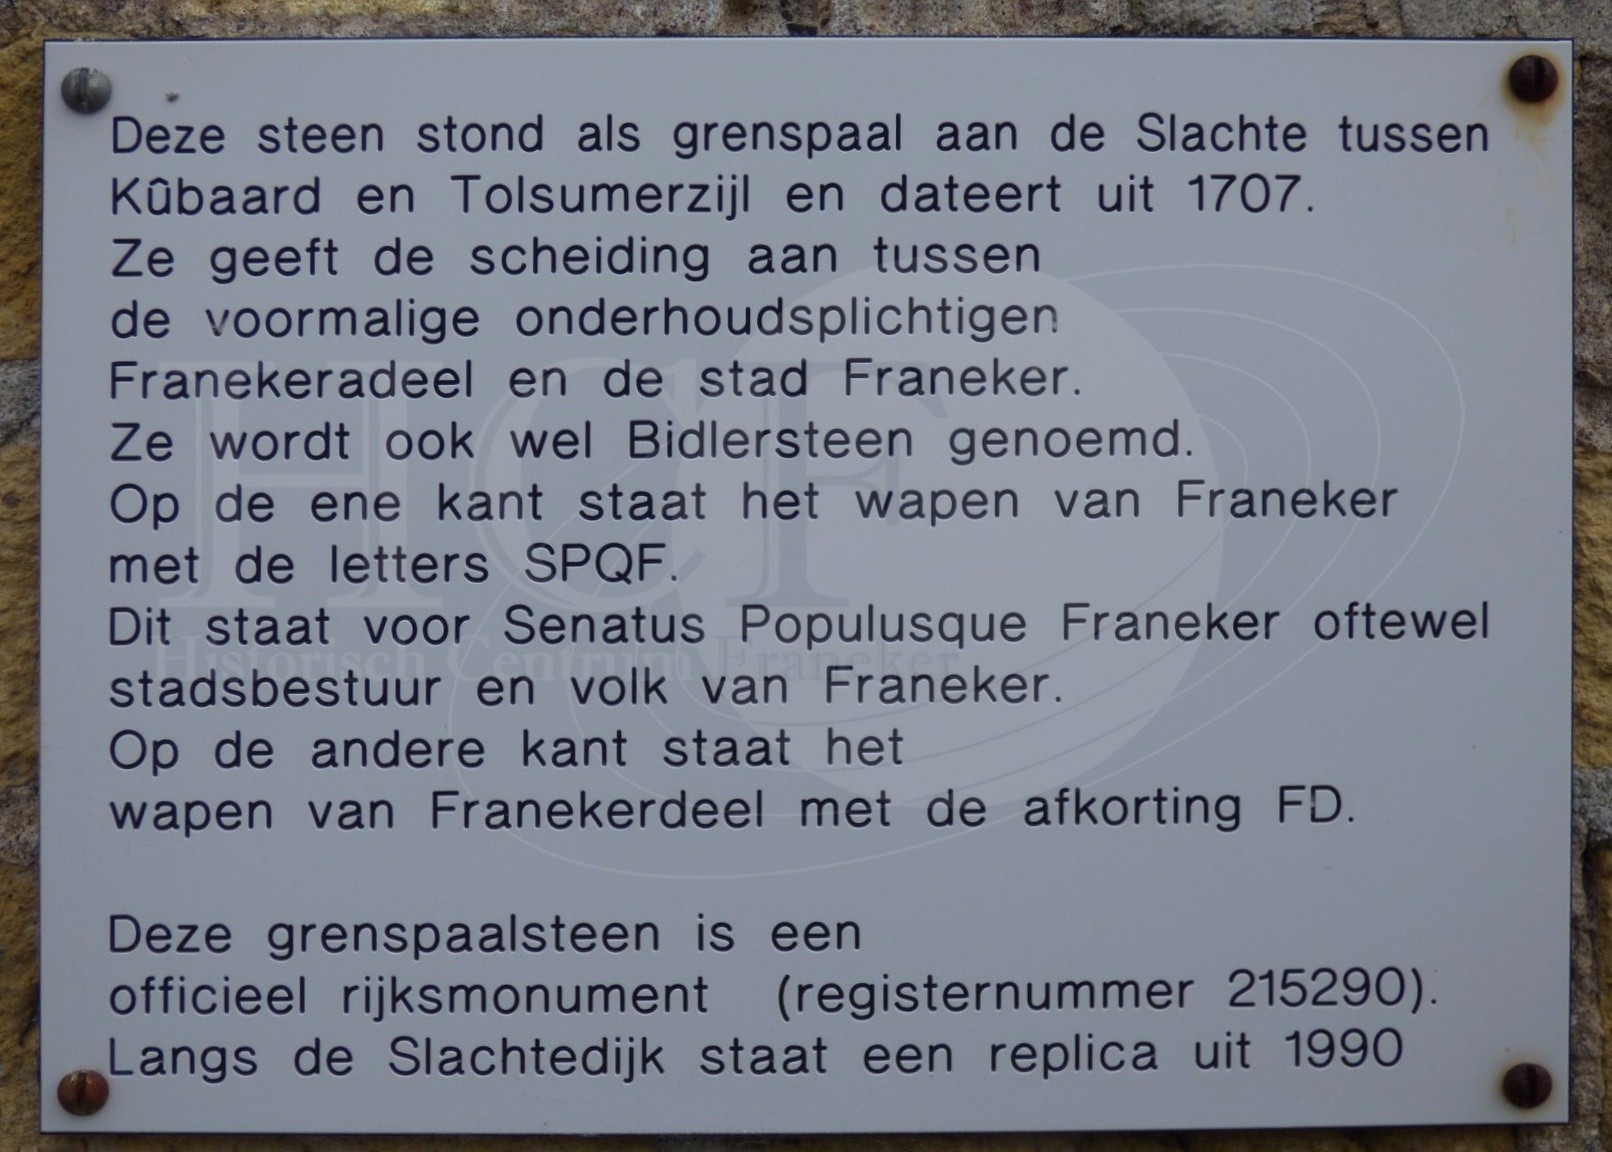 Deze steen stond als grenspaal aan de Slachte tussen
Kûbaard en Tolsumerzijl en dateert uit 1707.
Ze geeft de scheiding aan tussen
de voormalige onderhoudsplichtigen
Franekeradeel en de stad Franeker.
Ze wordt ook wel Bidlersteen genoemd.
Op de ene kant staat het wapen van Franeker
met de letters SPQF.
Dit staat voor Senatus Populusque Franeker oftewel
stadsbestuur en volk van Franeker.
Op de andere kant staat het
wapen van Franekerdeel met de afkorting FD.
Deze grenspaalsteen is een
officieel rijksmonument (registernummer 215290).
Langs de Slachtedijk staat een replica uit 1990
HCF
Historisch Centrum Franeker